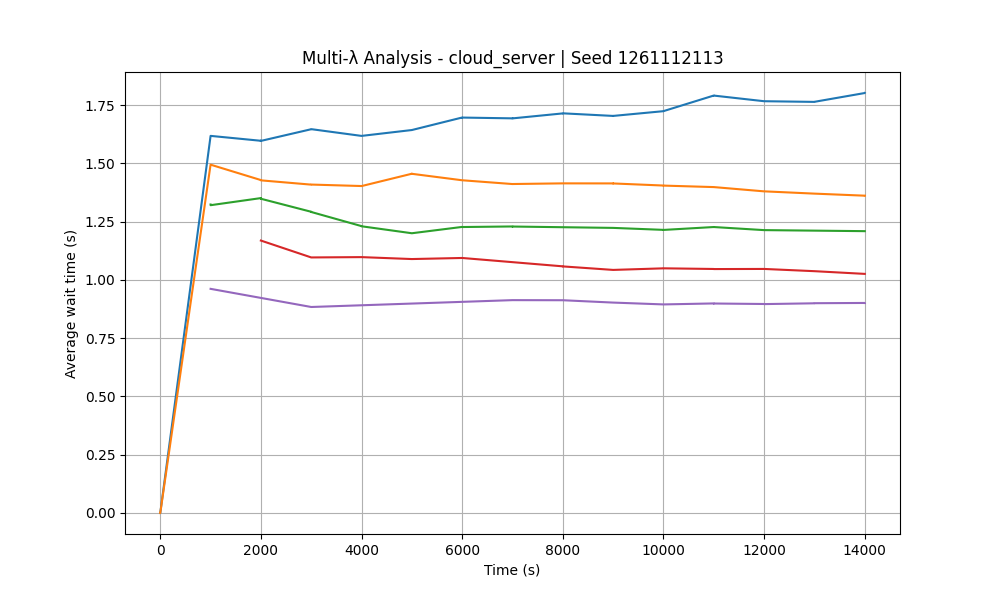 Multi-λ Analysis - cloud_server | Seed 1261112113
Average wait time (s)
1.75
1.50
1.25
1.00
0.75
0.50
0.25
0.00
0 2000 4000 6000 8000 10000 12000 14000
Time (s)